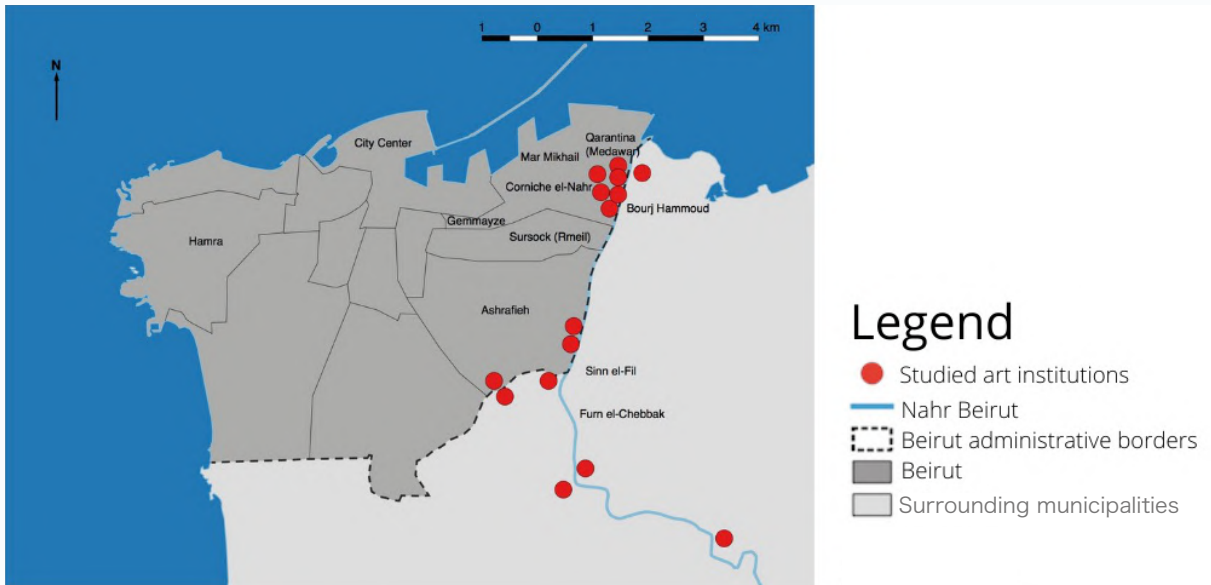 1 0 1 2 3 4 km
N
City Center
Qarantina
(Medawar)
Mar Mikhail
Corniche el-Nahr
Bourj Hammoud
Gemmayze
Hamra
Sursock (Rmeil)
Ashrafieh
Sinn el-Fil
Furn el-Chebbak
Legend
Studied art institutions
Nahr Beirut
Beirut administrative borders
Beirut
Surrounding municipalities